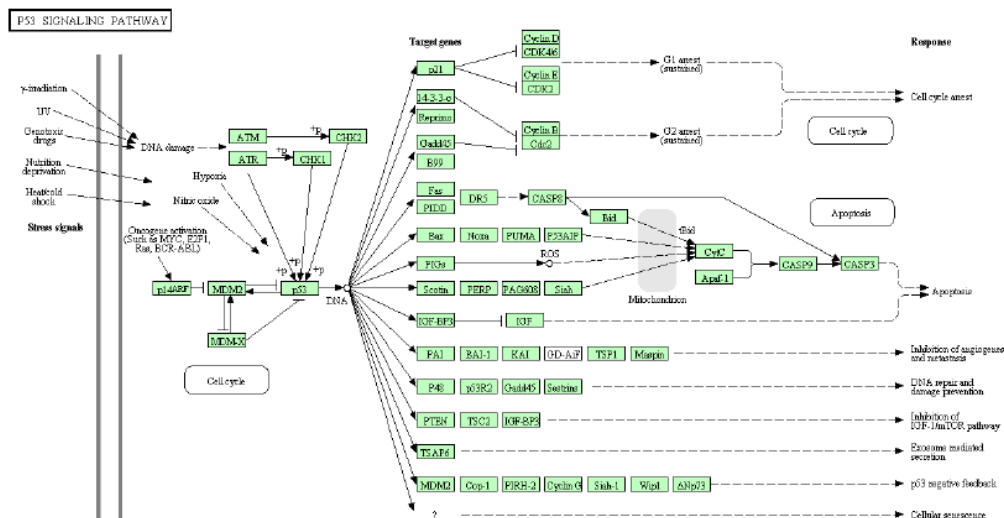 P53 SIGNALING PATHWAY
Target genes
Response
γ-irradiation
UV
Genotoxic
drugs
Nutrition
deprivation
Heat/cold
shock
Stress signals
DNA damage
ATM
+p
CHK2
ATR
+p
CHK1
Hypoxia
Nitric oxide
Oncogene activation
(Such as MYC, E2F1,
Ras, BCR-ABL)
+p
+p
+p
p14ARF
MDM2
p53
DNA
MDM-X
Cell cycle
p21
Cyclin D
CDK4/6
Cyclin E
CDK2
G1 arrest
(sustained)
Cell cycle arrest
14-3-3-σ
Reprimo
Gadd45
B99
Cyclin B
Cdc2
G2 arrest
(sustained)
Cell cycle
Fas
PIDD
DR5
CASP8
Bid
tBid
Apoptosis
Bax
Noxa
PUMA
P53AIP
CytC
PIGs
ROS
Apaf-1
CASP9
CASP3
Scotin
PERP
PAG608
Siah
Mitochondrion
Apoptosis
IGF-BP3
IGF
PAI
BAI-1
KAI
GD-AiF
TSP1
Maspin
Inhibition of angiogenesis
and metastasis
P48
p53R2
Gadd45
Sestrins
DNA repair and
damage prevention
PTEN
TSC2
IGF-BP3
Inhibition of
IGF-1/mTOR pathway
TSAP6
Exosome mediated
secretion
MDM2
Cop-1
PIRH-2
Cyclin G
Siah-1
Wip1
ΔNp73
p53 negative feedback
?
Cellular senescence